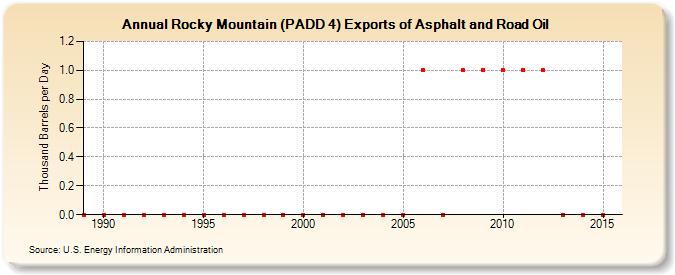 Annual Rocky Mountain (PADD 4) Exports of Asphalt and Road Oil
Thousand Barrels per Day
1.2
1.0
0.8
0.6
0.4
0.2
0.0
1990 1995 2000 2005 2010 2015
Source: U.S. Energy Information Administration